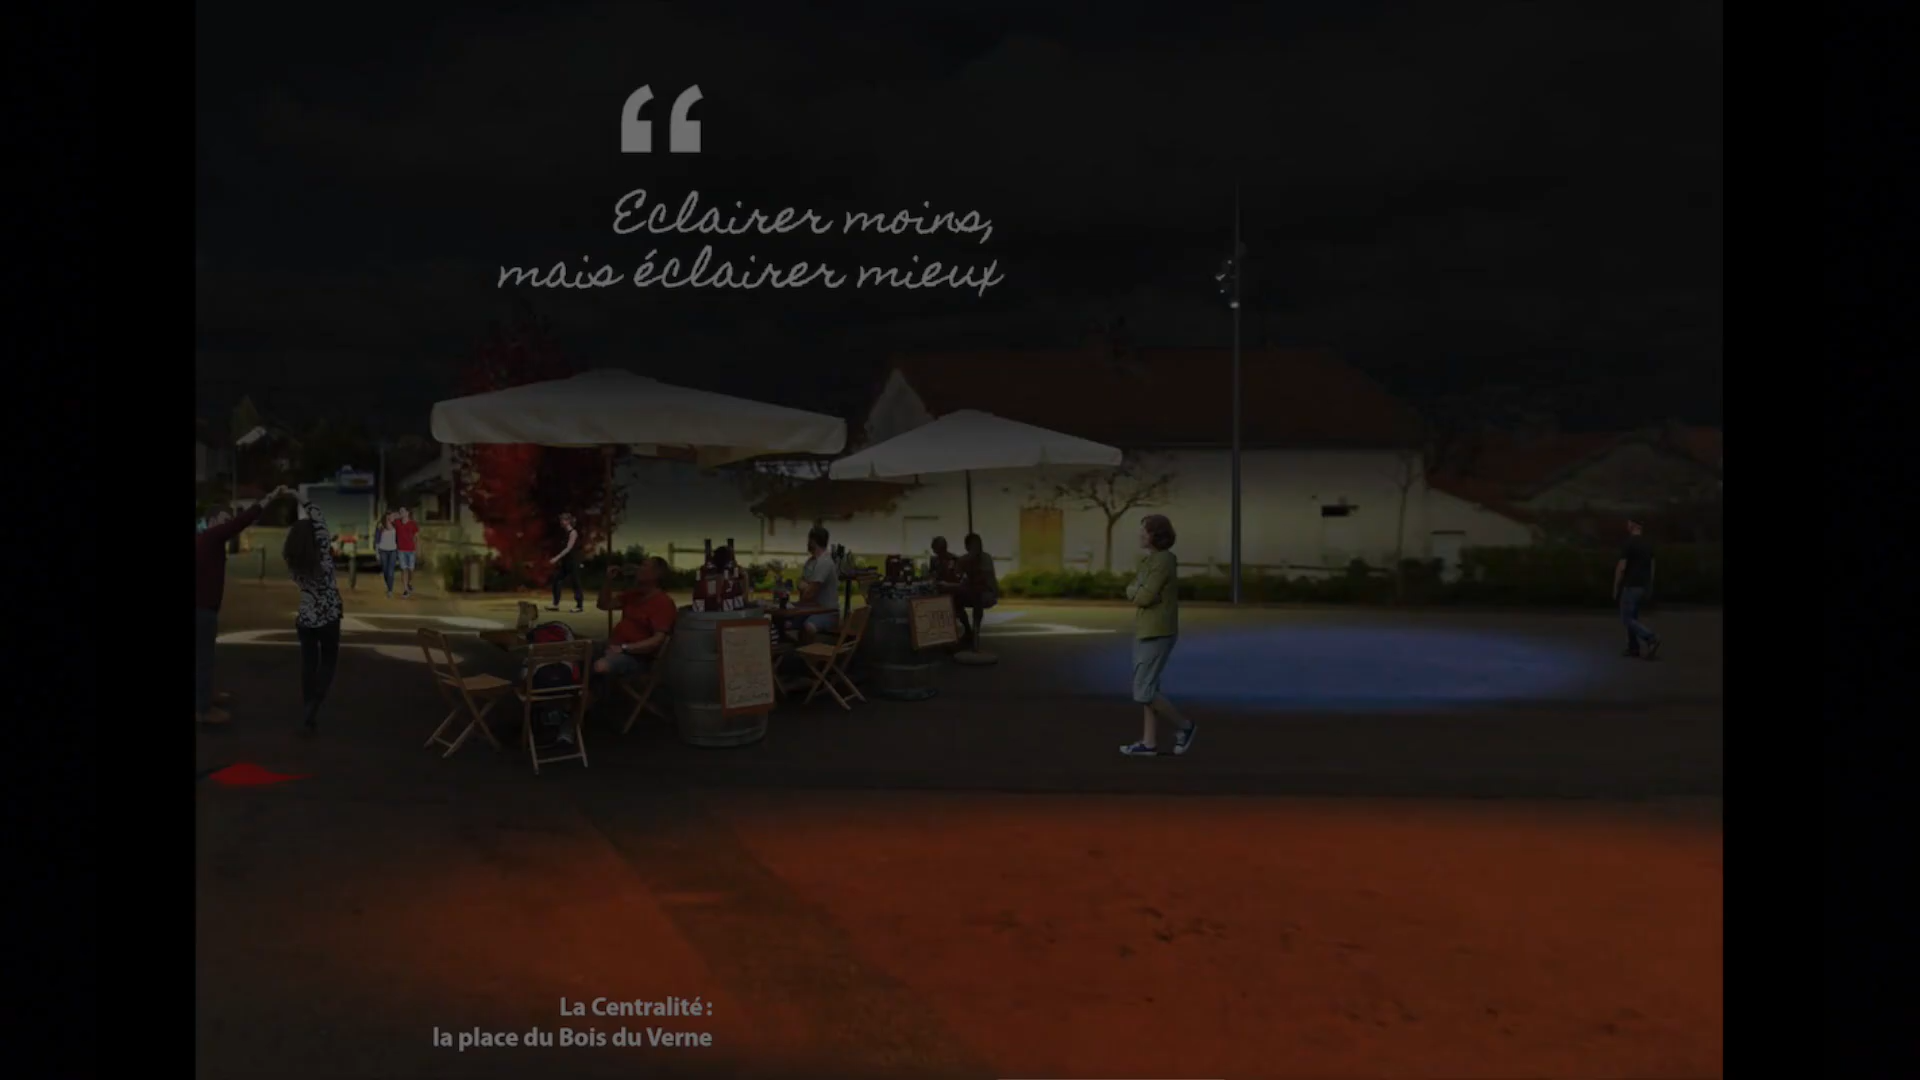 “
Eclairer moins,
mais éclairer mieux
La Centralité :
la place du Bois du Verne